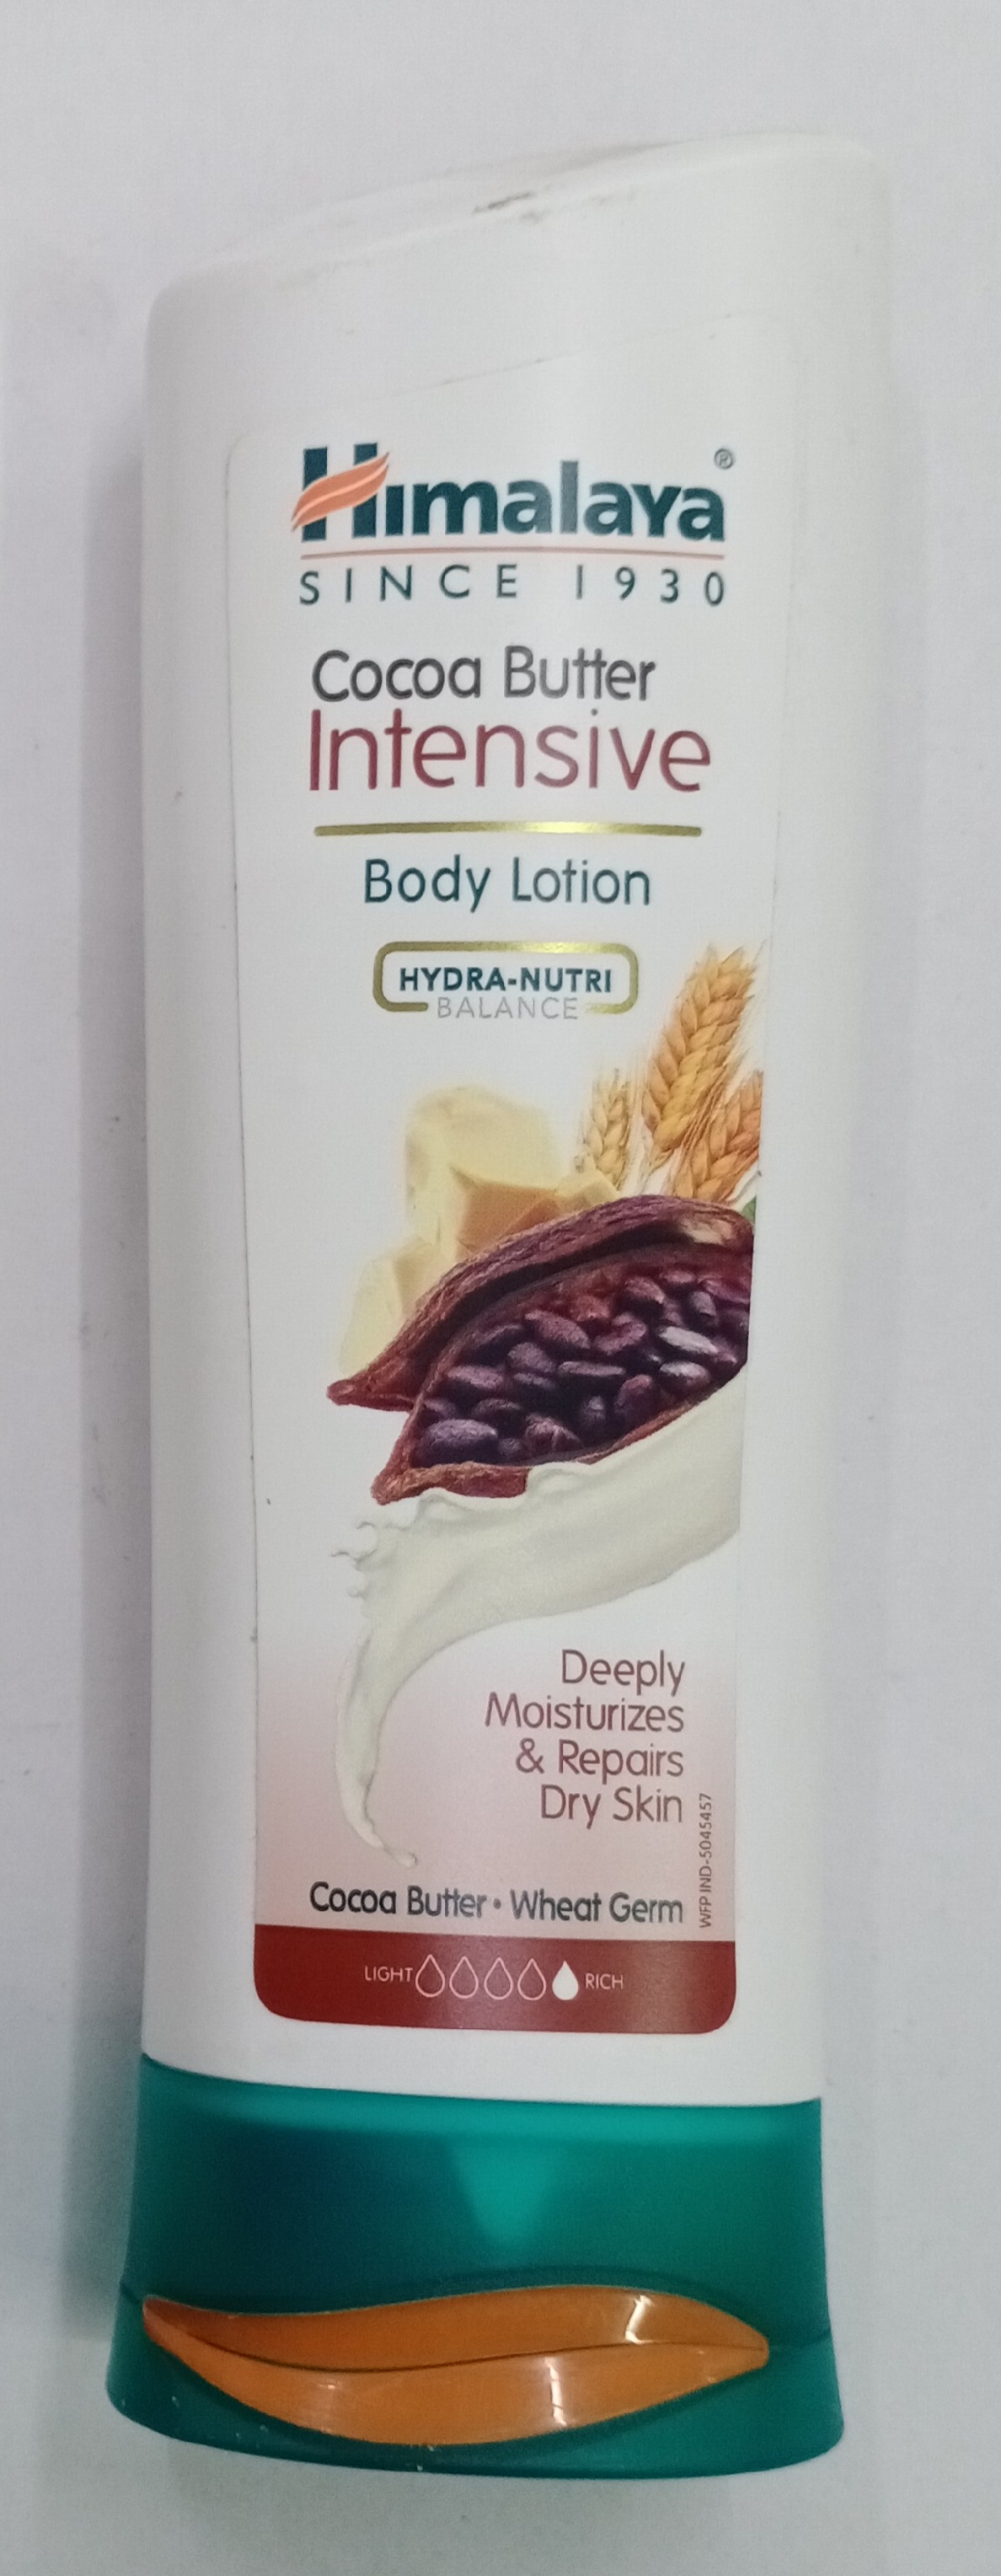 Himalaya®
SINCE 1930
Cocoa Butter
Intensive
Body Lotion
HYDRA-NUTRI
BALANCE
Deeply
Moisturizes
& Repairs
Dry Skin
WFP IND-5045457
Cocoa Butter • Wheat Germ
LIGHT RICH